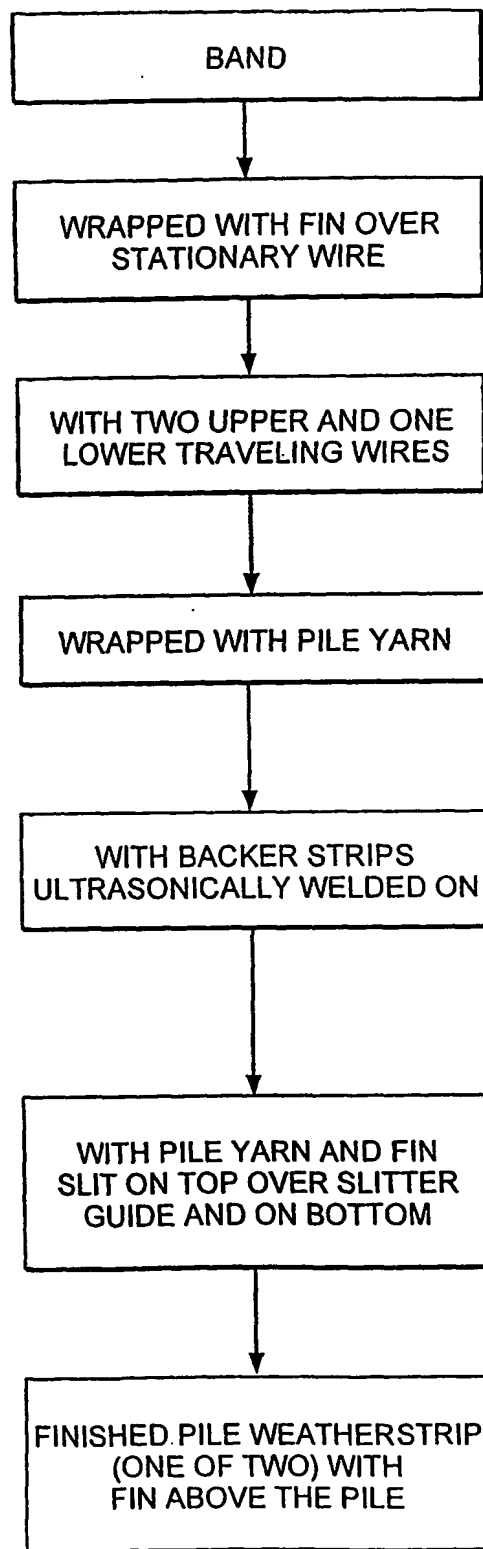 BAND
WRAPPED WITH FIN OVER
STATIONARY WIRE
WITH TWO UPPER AND ONE
LOWER TRAVELING WIRES
WRAPPED WITH PILE YARN
WITH BACKER STRIPS
ULTRASONICALLY WELDED ON
WITH PILE YARN AND FIN
SLIT ON TOP OVER SLITTER
GUIDE AND ON BOTTOM
FINISHED PILE WEATHERSTRIP
(ONE OF TWO) WITH
FIN ABOVE THE PILE